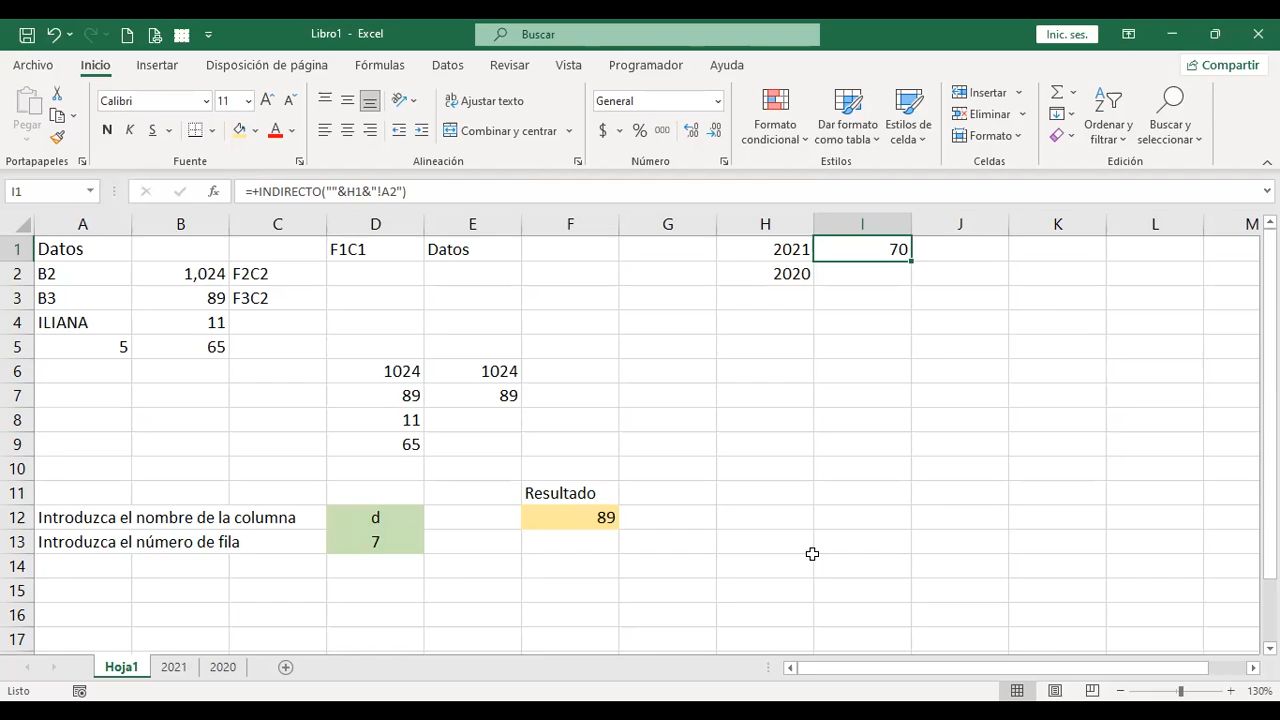 Libro1 - Excel
Buscar
Inic. ses.
Archivo Inicio Insertar Disposición de página Fórmulas Datos Revisar Vista Programador Ayuda
Compartir
Pegar
Portapapeles
Calibri 11
N K S A
Fuente
Ajustar texto
Combinar y centrar
Alineación
General
$ % 000
Número
Formato condicional
Dar formato como tabla
Estilos de celda
Estilos
Insertar
Eliminar
Formato
Celdas
Ordenar y filtrar
Buscar y seleccionar
Edición
I1 fx =+INDIRECTO(""&H1&"!A2")
A B C D E F G H I J K L M
1 Datos F1C1 Datos 2021 70
2 B2 1,024 F2C2 2020
3 B3 89 F3C2
4 ILIANA 11
5 5 65
6 1024 1024
7 89 89
8 11
9 65
10
11 Resultado
12 Introduzca el nombre de la columna d 89
13 Introduzca el número de fila 7
14
15
16
17
Hoja1 2021 2020
Listo
130%